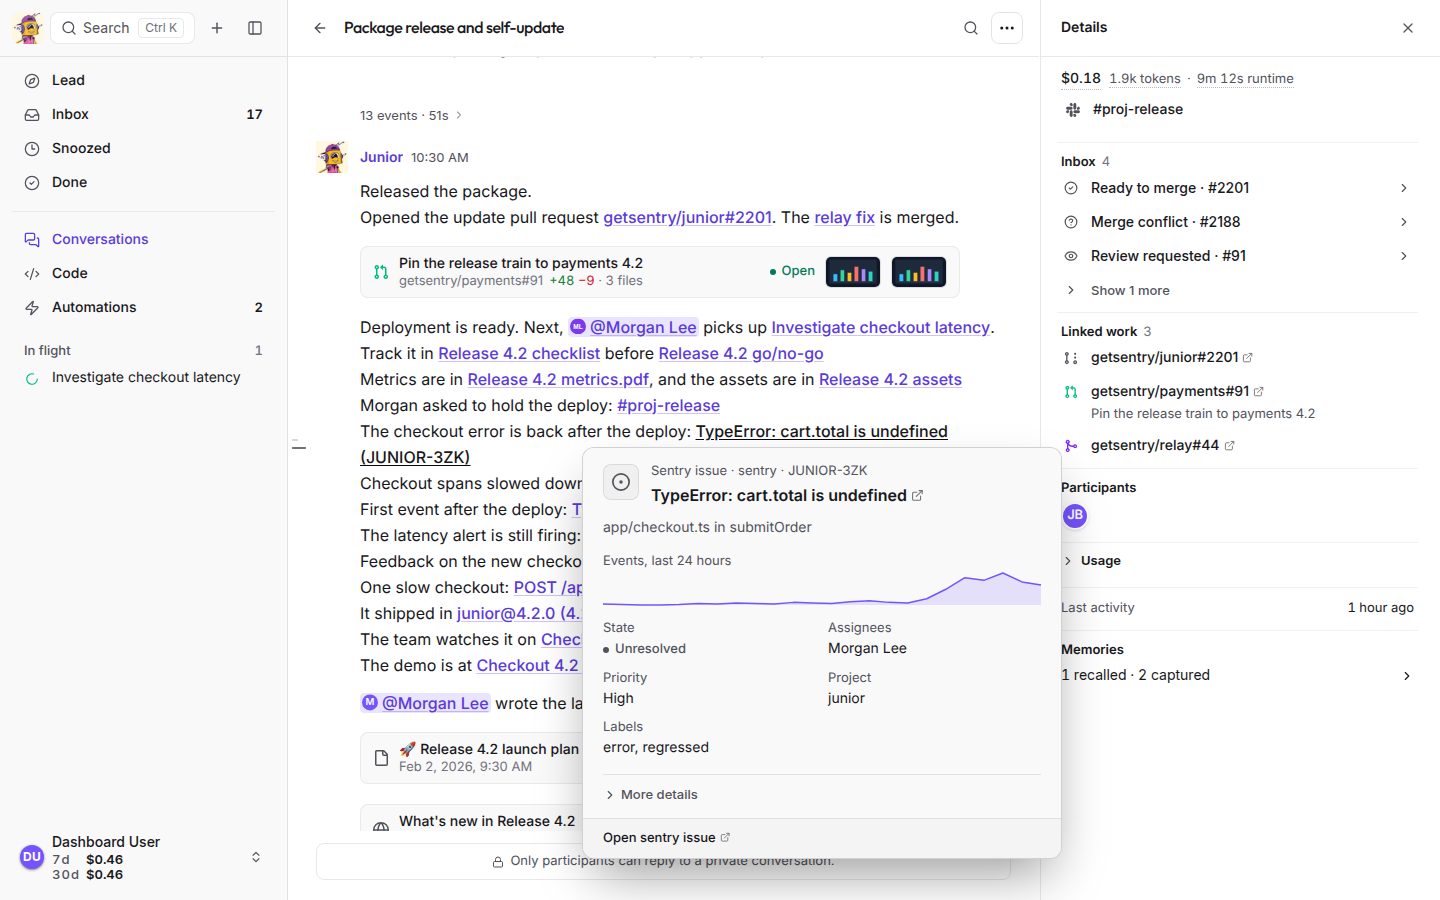 Search Ctrl K
Lead
Inbox 17
Snoozed
Done
Conversations
Code
Automations 2
In flight 1
Investigate checkout latency
DU
Dashboard User
7d $0.46
30d $0.46
Package release and self-update
13 events · 51s
Junior 10:30 AM
Released the package.
Opened the update pull request getsentry/junior#2201. The relay fix is merged.
Pin the release train to payments 4.2
getsentry/payments#91 +48 −9 · 3 files
Open
Deployment is ready. Next, ML @Morgan Lee picks up Investigate checkout latency.
Track it in Release 4.2 checklist before Release 4.2 go/no-go
Metrics are in Release 4.2 metrics.pdf, and the assets are in Release 4.2 assets
Morgan asked to hold the deploy: #proj-release
The checkout error is back after the deploy: TypeError: cart.total is undefined
(JUNIOR-3ZK)
Checkout spans slowed down
First event after the deploy: T
The latency alert is still firing:
Feedback on the new checko
One slow checkout: POST /ap
It shipped in junior@4.2.0 (4.
The team watches it on Chec
The demo is at Checkout 4.2
M @Morgan Lee wrote the la
🚀 Release 4.2 launch plan
Feb 2, 2026, 9:30 AM
What's new in Release 4.2
Only participants can reply to a private conversation.
Sentry issue · sentry · JUNIOR-3ZK
TypeError: cart.total is undefined
app/checkout.ts in submitOrder
Events, last 24 hours
State Assignees
Unresolved Morgan Lee
Priority Project
High junior
Labels
error, regressed
More details
Open sentry issue
Details
$0.18 1.9k tokens · 9m 12s runtime
#proj-release
Inbox 4
Ready to merge · #2201
Merge conflict · #2188
Review requested · #91
Show 1 more
Linked work 3
getsentry/junior#2201
getsentry/payments#91
Pin the release train to payments 4.2
getsentry/relay#44
Participants
JB
Usage
Last activity 1 hour ago
Memories
1 recalled · 2 captured